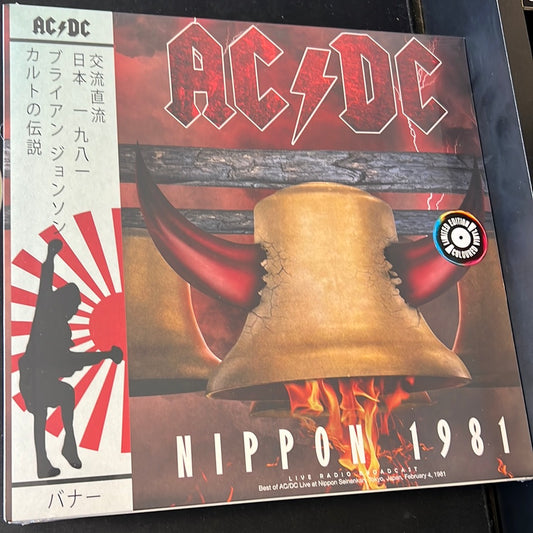 AC⚡DC
交流直流
日本 一九八一
ブライアン ジョンソン
カルトの伝説
バナー
AC⚡DC
LIMITED EDITION
COLOURED VINYL
NIPPON 1981
LIVE RADIO BROADCAST
Best of AC/DC Live at Nippon Seinenkan, Tokyo, Japan, February 4, 1981